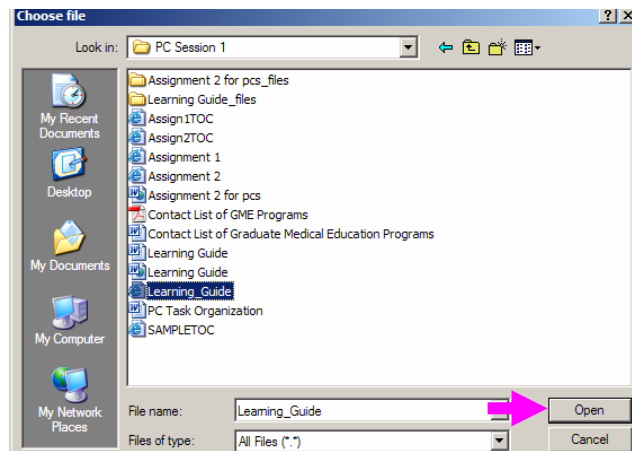 Choose file
Look in: PC Session 1
Assignment 2 for pcs_files
Learning Guide_files
Assign1TOC
Assign2TOC
Assignment 1
Assignment 2
Assignment 2 for pcs
Contact List of GME Programs
Contact List of Graduate Medical Education Programs
Learning Guide
Learning Guide
Learning_Guide
PC Task Organization
SAMPLETOC
My Recent
Documents
Desktop
My Documents
My Computer
My Network
Places
File name: Learning_Guide Open
Files of type: All Files (*.*) Cancel